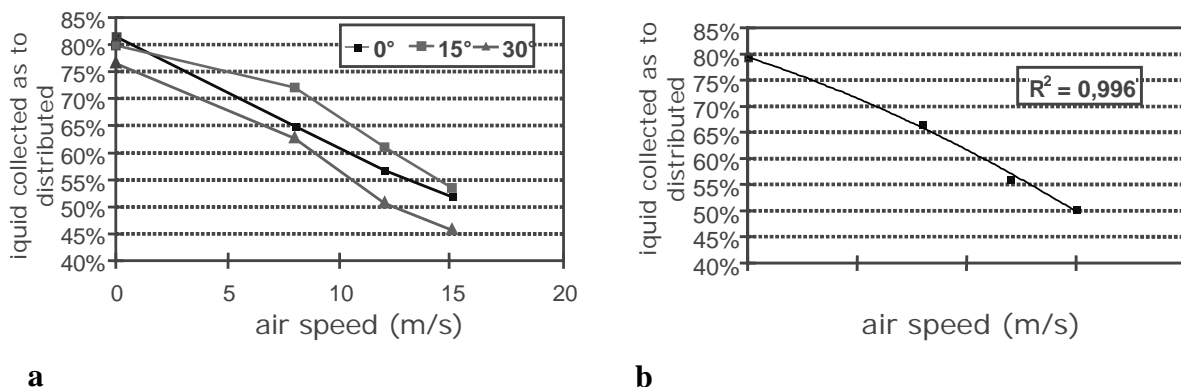 85%
80%
75%
70%
65%
60%
55%
50%
45%
40%
iquid collected as to
distributed
0° 15° 30°
0 5 10 15 20
air speed (m/s)
a
85%
80%
75%
70%
65%
60%
55%
50%
45%
40%
iquid collected as to
distributed
R² = 0,996
air speed (m/s)
b